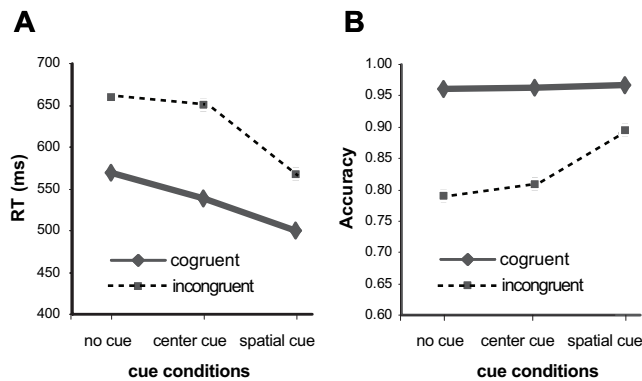 A
B
700
650
600
550
500
450
400
RT (ms)
cogruent
incongruent
no cue center cue spatial cue
cue conditions
1.00
0.95
0.90
0.85
0.80
0.75
0.70
0.65
0.60
Accuracy
cogruent
incongruent
no cue center cue spatial cue
cue conditions